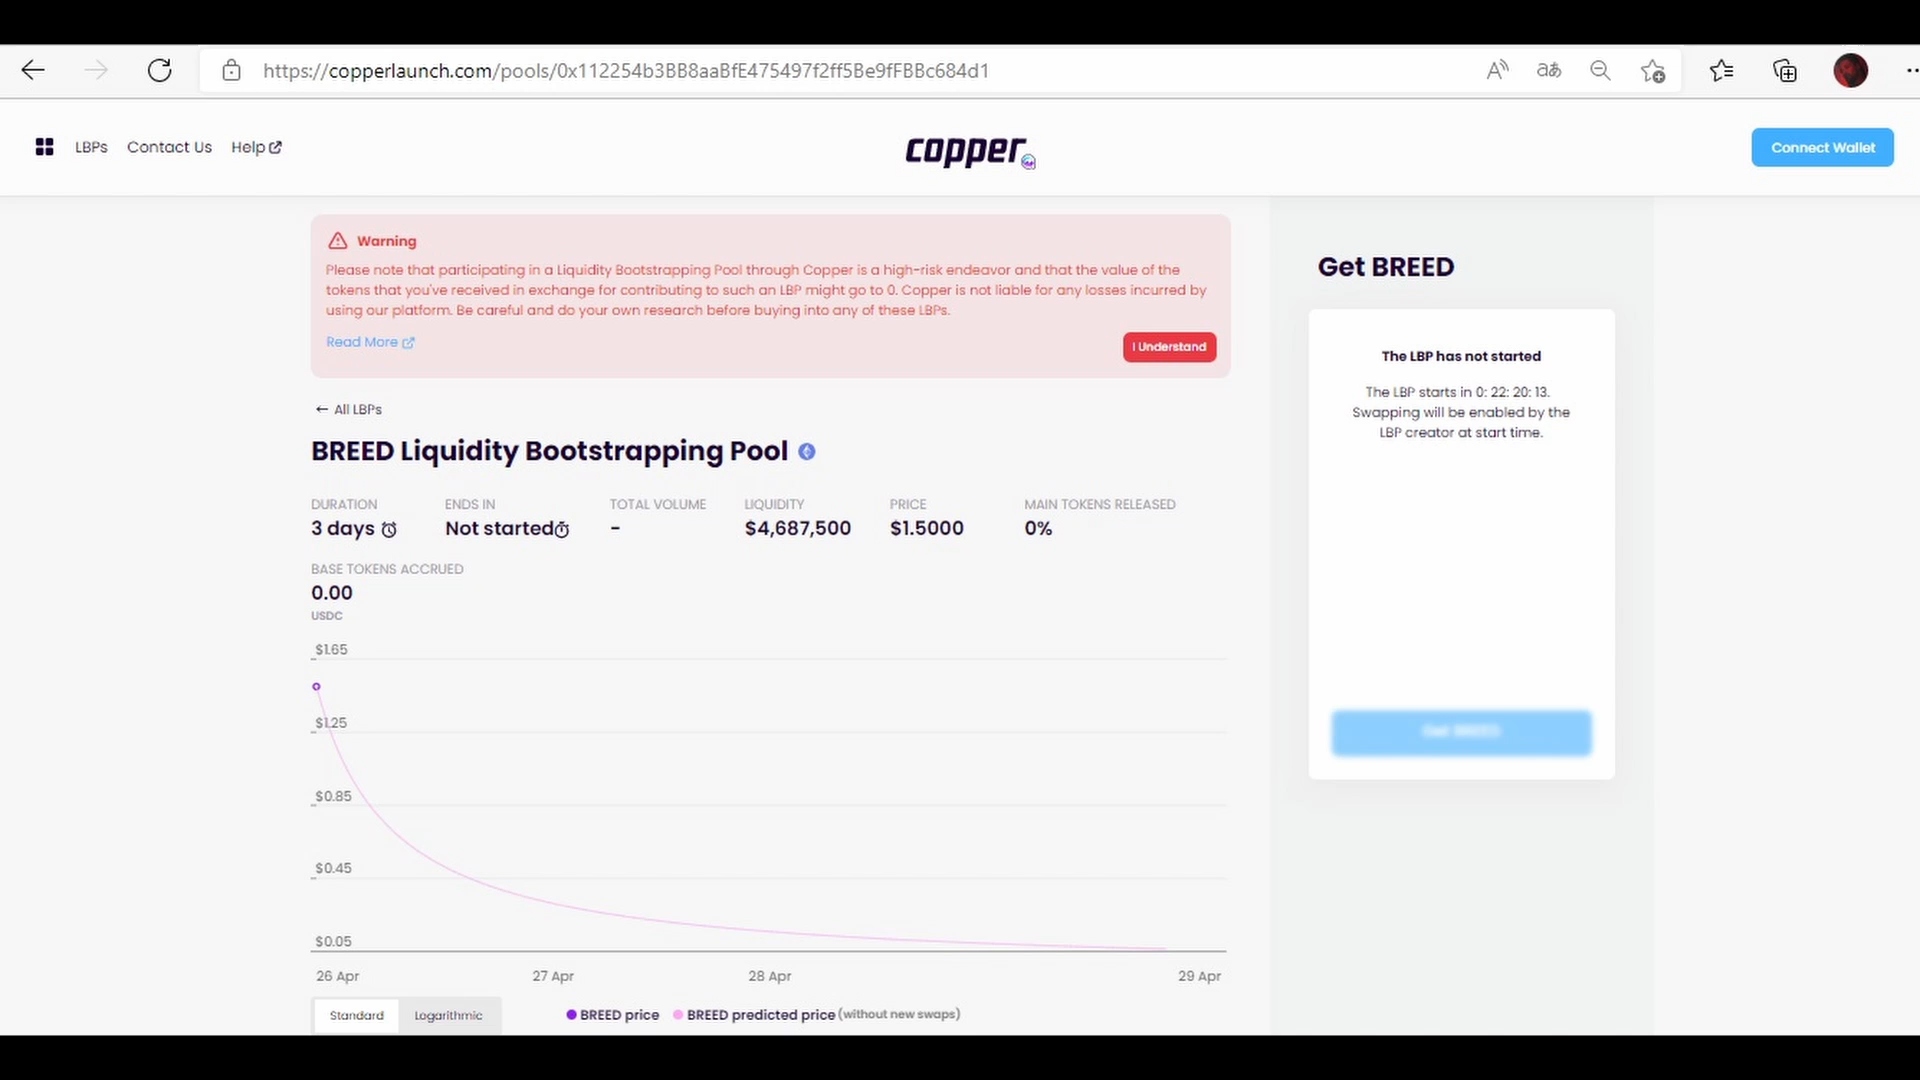 https://copperlaunch.com/pools/0x112254b3BB8aaBfE475497f2ff5Be9fFBBc684d1
LBPs Contact Us Help
copper
Connect Wallet
Warning
Please note that participating in a Liquidity Bootstrapping Pool through Copper is a high-risk endeavor and that the value of the
tokens that you've received in exchange for contributing to such an LBP might go to 0. Copper is not liable for any losses incurred by
using our platform. Be careful and do your own research before buying into any of these LBPs.
Read More
I Understand
← All LBPs
BREED Liquidity Bootstrapping Pool
DURATION ENDS IN TOTAL VOLUME LIQUIDITY PRICE MAIN TOKENS RELEASED
3 days Not started - $4,687,500 $1.5000 0%
BASE TOKENS ACCRUED
0.00
USDC
$1.65
$1.25
$0.85
$0.45
$0.05
26 Apr 27 Apr 28 Apr 29 Apr
Standard Logarithmic
BREED price BREED predicted price (without new swaps)
Get BREED
The LBP has not started
The LBP starts in 0: 22: 20: 13.
Swapping will be enabled by the
LBP creator at start time.
Get BREED